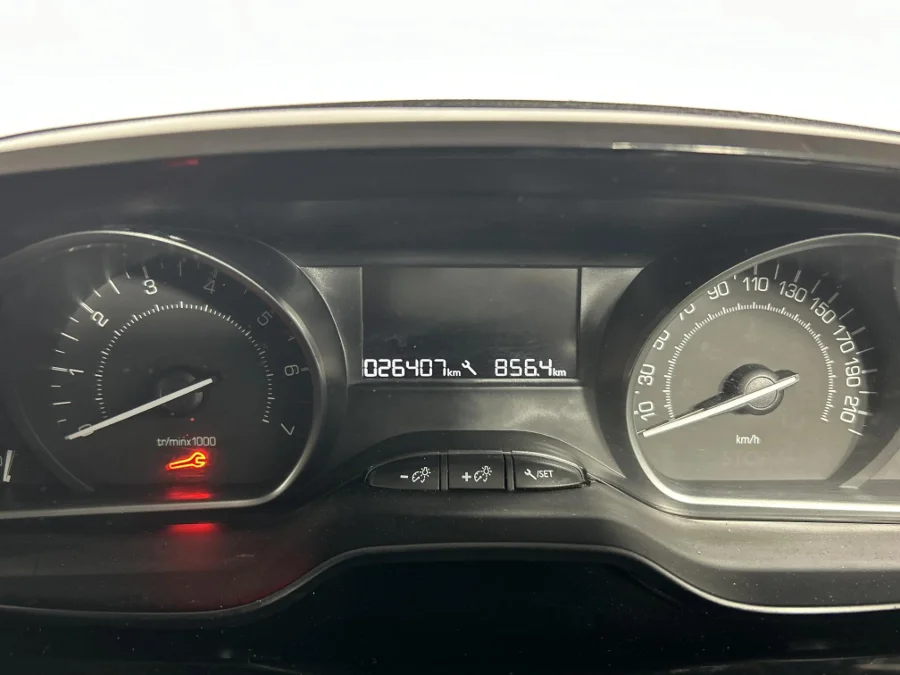 0 1 2 3 4 5 6 7
tr/minx1000
026407km 856.4km
- + /SET
10 30 50 70 90 110 130 150 170 190 210
km/h